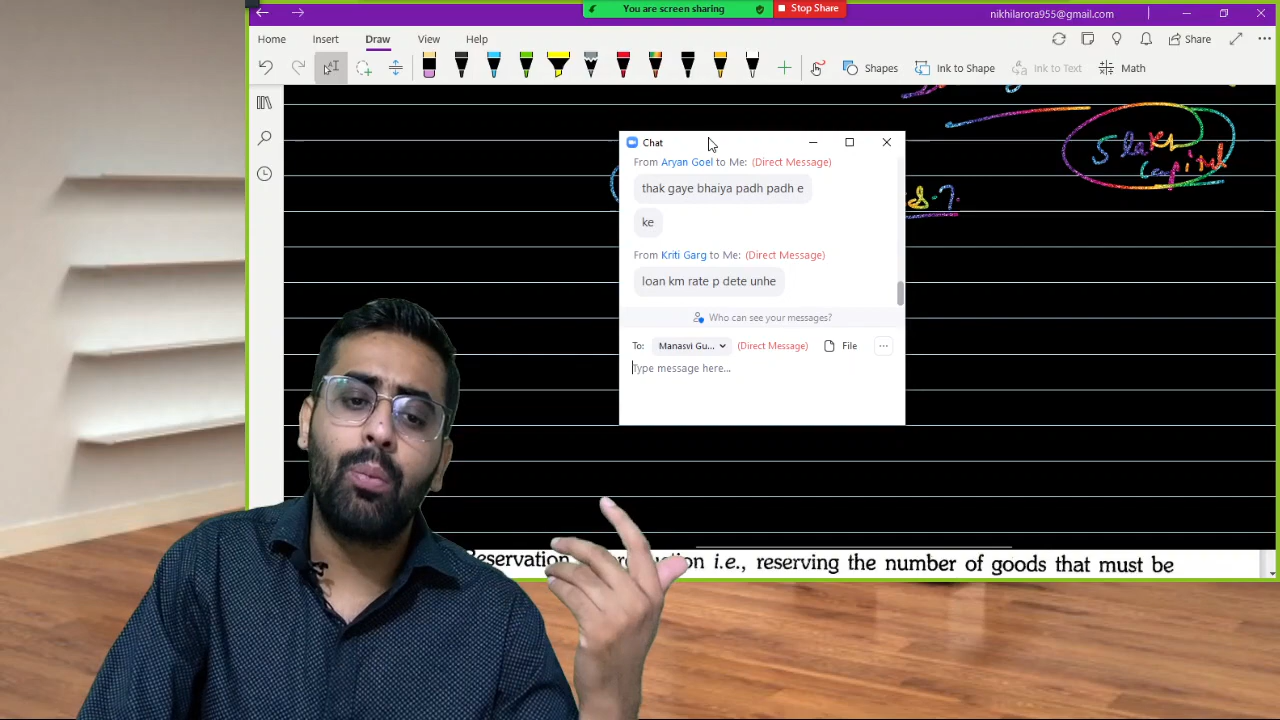 You are screen sharing
Stop Share
nikhilarora955@gmail.com
Home Insert Draw View Help
Share
Shapes Ink to Shape Ink to Text Math
5 lakh
Capital
Chat
From Aryan Goel to Me: (Direct Message)
thak gaye bhaiya padh padh e
ke
From Kriti Garg to Me: (Direct Message)
loan km rate p dete unhe
Who can see your messages?
To: Manasvi Gu... (Direct Message) File
Type message here...
i.e., reserving the number of goods that must be